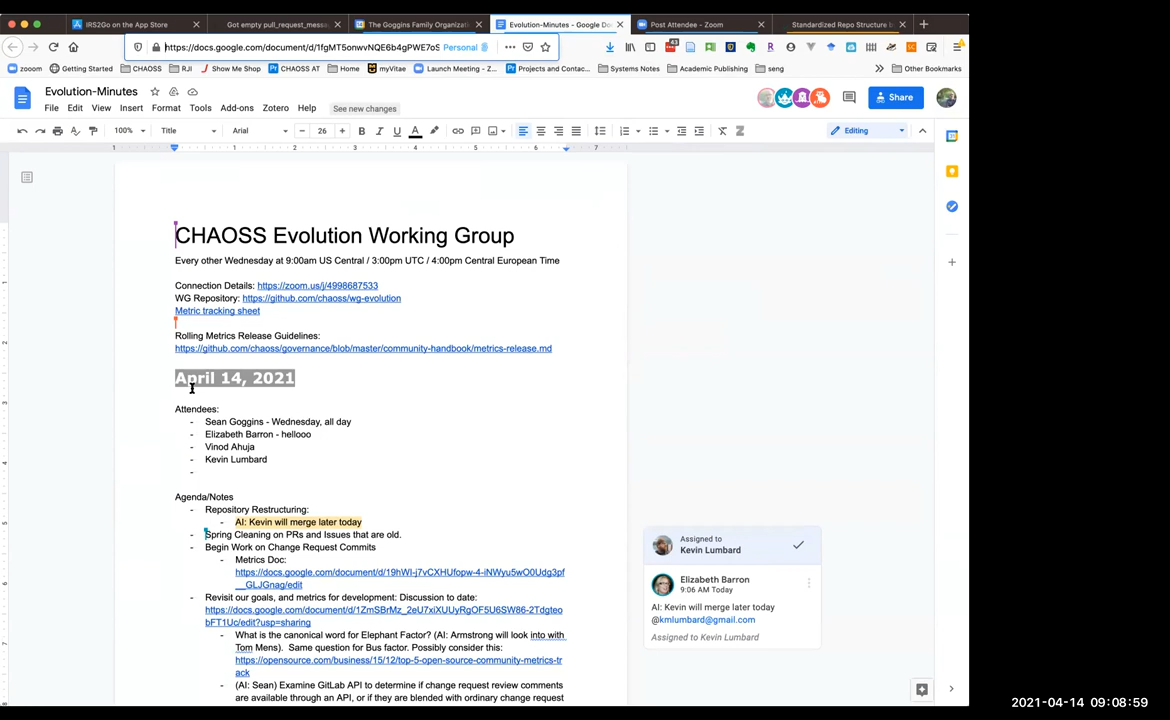 IRS2Go on the App Store
Got empty pull_request_messa
The Goggins Family Organizati
Evolution-Minutes - Google Do
Post Attendee - Zoom
Standardized Repo Structure b
https://docs.google.com/document/d/1fgMT5onwvNQE6b4gPWE7oS
Personal
zooom
Getting Started
CHAOSS
RJI
Show Me Shop
CHAOSS AT
Home
myVitae
Launch Meeting - Z...
Projects and Contac...
Systems Notes
Academic Publishing
seng
Other Bookmarks
Evolution-Minutes
File Edit View Insert Format Tools Add-ons Zotero Help
See new changes
Share
100%
Title
Arial
26
Editing
CHAOSS Evolution Working Group
Every other Wednesday at 9:00am US Central / 3:00pm UTC / 4:00pm Central European Time
Connection Details: https://zoom.us/j/4998687533
WG Repository: https://github.com/chaoss/wg-evolution
Metric tracking sheet
Rolling Metrics Release Guidelines:
https://github.com/chaoss/governance/blob/master/community-handbook/metrics-release.md
April 14, 2021
Attendees:
- Sean Goggins - Wednesday, all day
- Elizabeth Barron - hellooo
- Vinod Ahuja
- Kevin Lumbard
-
Agenda/Notes
- Repository Restructuring:
- AI: Kevin will merge later today
- Spring Cleaning on PRs and Issues that are old.
- Begin Work on Change Request Commits
- Metrics Doc:
https://docs.google.com/document/d/19hWI-j7vCXHUfopw-4-iNWyu5wO0Udg3pf
__GLJGnag/edit
- Revisit our goals, and metrics for development: Discussion to date:
https://docs.google.com/document/d/1ZmSBrMz_2eU7xiXUUyRgOF5U6SW86-2Tdgteo
bFT1Uc/edit?usp=sharing
- What is the canonical word for Elephant Factor? (AI: Armstrong will look into with
Tom Mens). Same question for Bus factor. Possibly consider this:
https://opensource.com/business/15/12/top-5-open-source-community-metrics-tr
ack
- (AI: Sean) Examine GitLab API to determine if change request review comments
are available through an API, or if they are blended with ordinary change request
Assigned to
Kevin Lumbard
Elizabeth Barron
9:06 AM Today
AI: Kevin will merge later today
@kmlumbard@gmail.com
Assigned to Kevin Lumbard
2021-04-14 09:08:59